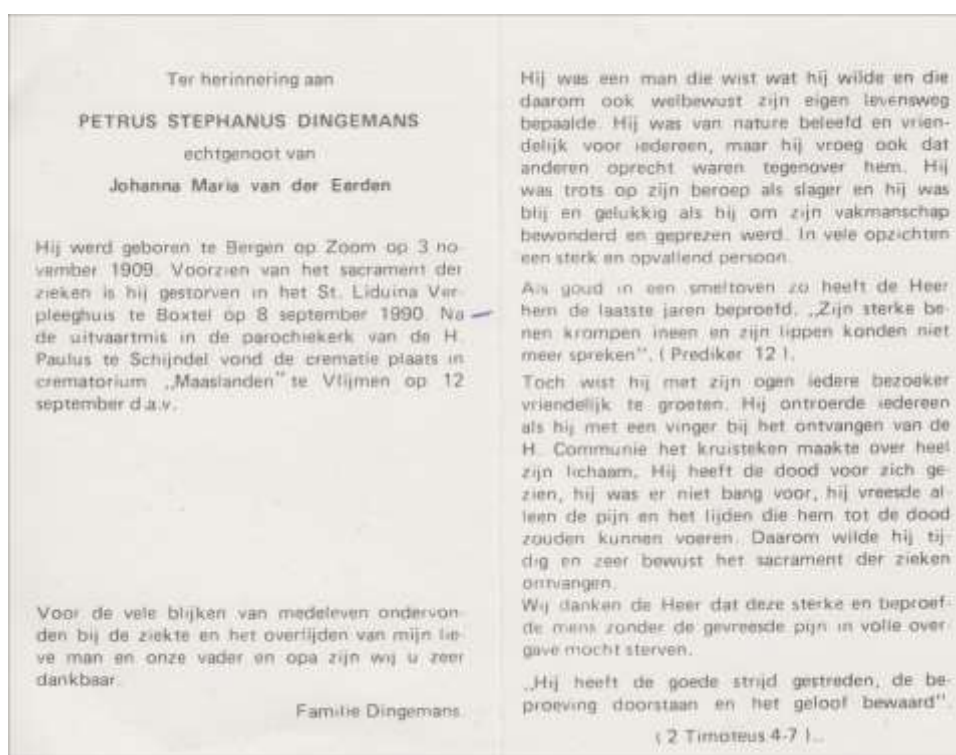 Ter herinnering aan
PETRUS STEPHANUS DINGEMANS
echtgenoot van
Johanna Maria van der Eerden
Hij werd geboren te Bergen op Zoom op 3 no
vember 1909. Voorzien van het sacrament der
zieken is hij gestorven in het St. Liduina Ver
pleeghuis te Boxtel op 8 september 1990. Na
de uitvaartmis in de parochiekerk van de H.
Paulus te Schijndel vond de crematie plaats in
crematorium „Maaslanden” te Vlijmen op 12
september d.a.v.
Voor de vele blijken van medeleven ondervon
den bij de ziekte en het overlijden van mijn lie
ve man en onze vader en opa zijn wij u zeer
dankbaar.
Familie Dingemans.
Hij was een man die wist wat hij wilde en die
daarom ook welbewust zijn eigen levensweg
bepaalde. Hij was van nature beleefd en vrien-
delijk voor iedereen, maar hij vroeg ook dat
anderen oprecht waren tegenover hem. Hij
was trots op zijn beroep als slager en hij was
blij en gelukkig als hij om zijn vakmanschap
bewonderd en geprezen werd. In vele opzichten
een sterk en opvallend persoon.
Als goud in een smeltoven zo heeft de Heer
hem de laatste jaren beproefd. „Zijn sterke be-
nen krompen ineen en zijn lippen konden niet
meer spreken”. ( Prediker 12 ).
Toch wist hij met zijn ogen iedere bezoeker
vriendelijk te groeten. Hij ontroerde iedereen
als hij met een vinger bij het ontvangen van de
H. Communie het kruisteken maakte over heel
zijn lichaam. Hij heeft de dood voor zich ge-
zien, hij was er niet bang voor, hij vreesde al
leen de pijn en het lijden die hem tot de dood
zouden kunnen voeren. Daarom wilde hij tij-
dig en zeer bewust het sacrament der zieken
ontvangen.
Wij danken de Heer dat deze sterke en beproef-
de mens zonder de gevreesde pijn in volle over-
gave mocht sterven.
„Hij heeft de goede strijd gestreden, de be-
proeving doorstaan en het geloof bewaard”.
( 2 Timoteus 4-7 )..